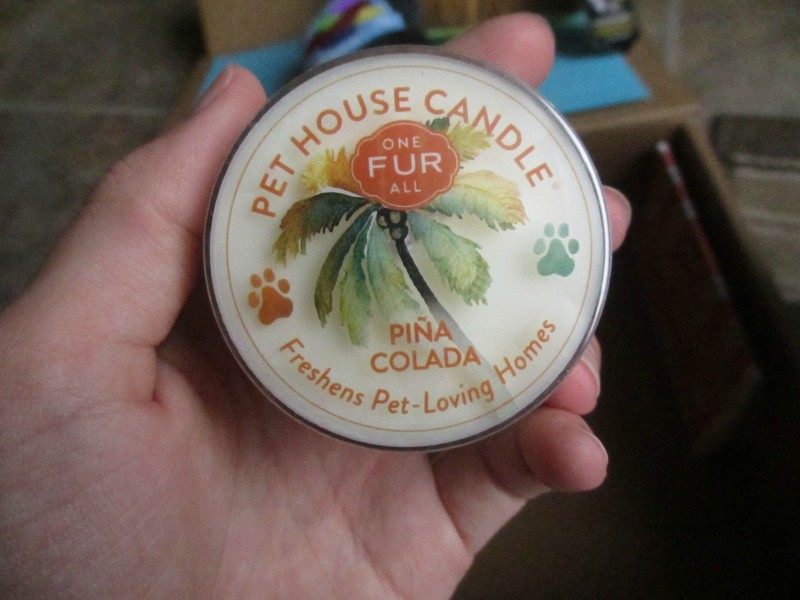 PET HOUSE CANDLE®
ONE
FUR
ALL
PIÑA
COLADA
Freshens Pet-Loving Homes